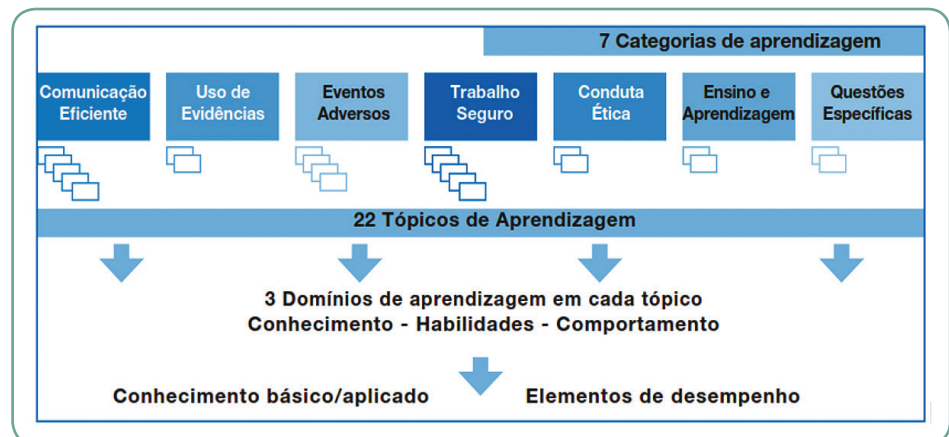 7 Categorias de aprendizagem
Comunicação
Eficiente
Uso de
Evidências
Eventos
Adversos
Trabalho
Seguro
Conduta
Ética
Ensino e
Aprendizagem
Questões
Específicas
22 Tópicos de Aprendizagem
3 Domínios de aprendizagem em cada tópico
Conhecimento - Habilidades - Comportamento
Conhecimento básico/aplicado
Elementos de desempenho